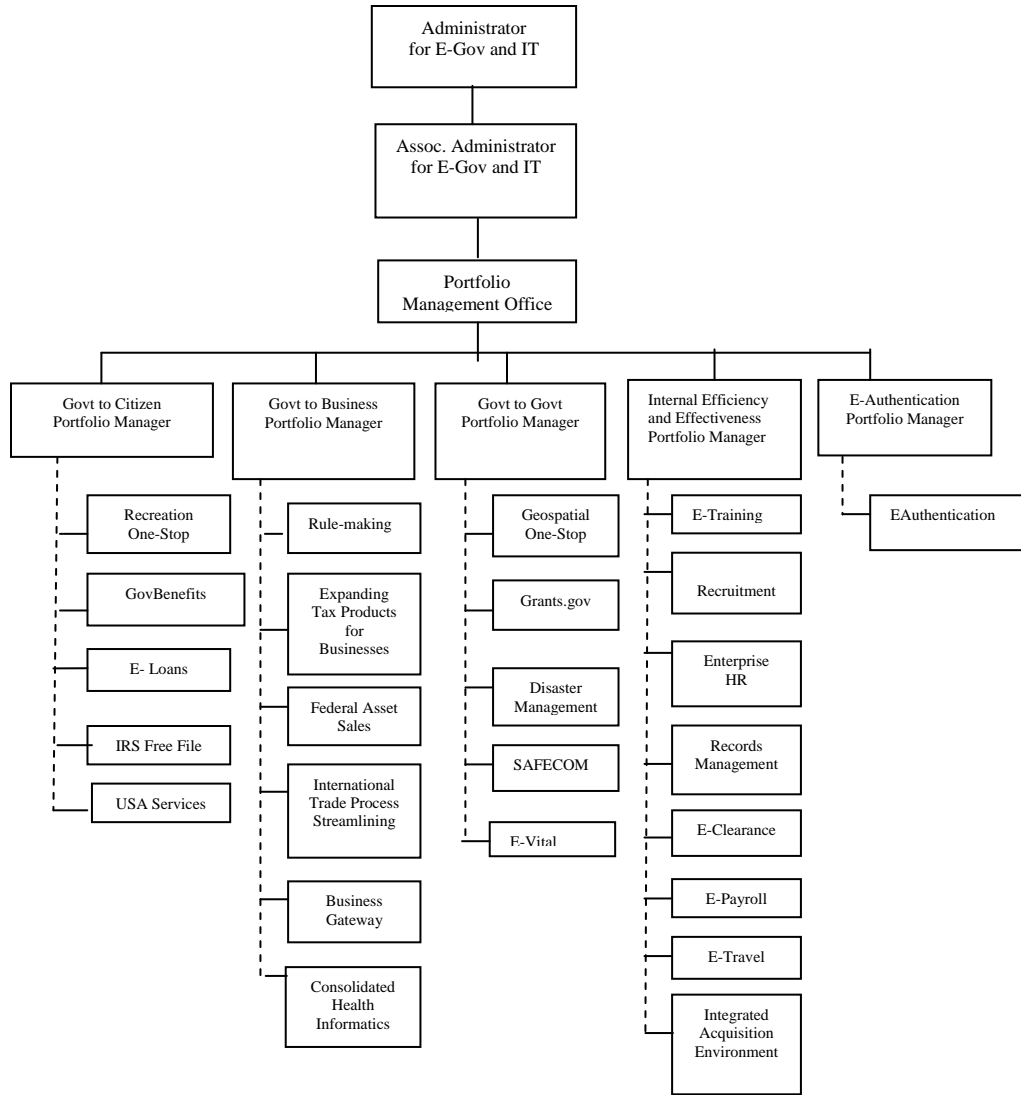 Administrator
for E-Gov and IT
Assoc. Administrator
for E-Gov and IT
Portfolio
Management Office
Govt to Citizen
Portfolio Manager
Govt to Business
Portfolio Manager
Govt to Govt
Portfolio Manager
Internal Efficiency
and Effectiveness
Portfolio Manager
E-Authentication
Portfolio Manager
Recreation
One-Stop
GovBenefits
E- Loans
IRS Free File
USA Services
Rule-making
Expanding
Tax Products
for
Businesses
Federal Asset
Sales
International
Trade Process
Streamlining
Business
Gateway
Consolidated
Health
Informatics
Geospatial
One-Stop
Grants.gov
Disaster
Management
SAFECOM
E-Vital
E-Training
Recruitment
Enterprise
HR
Records
Management
E-Clearance
E-Payroll
E-Travel
Integrated
Acquisition
Environment
EAuthentication